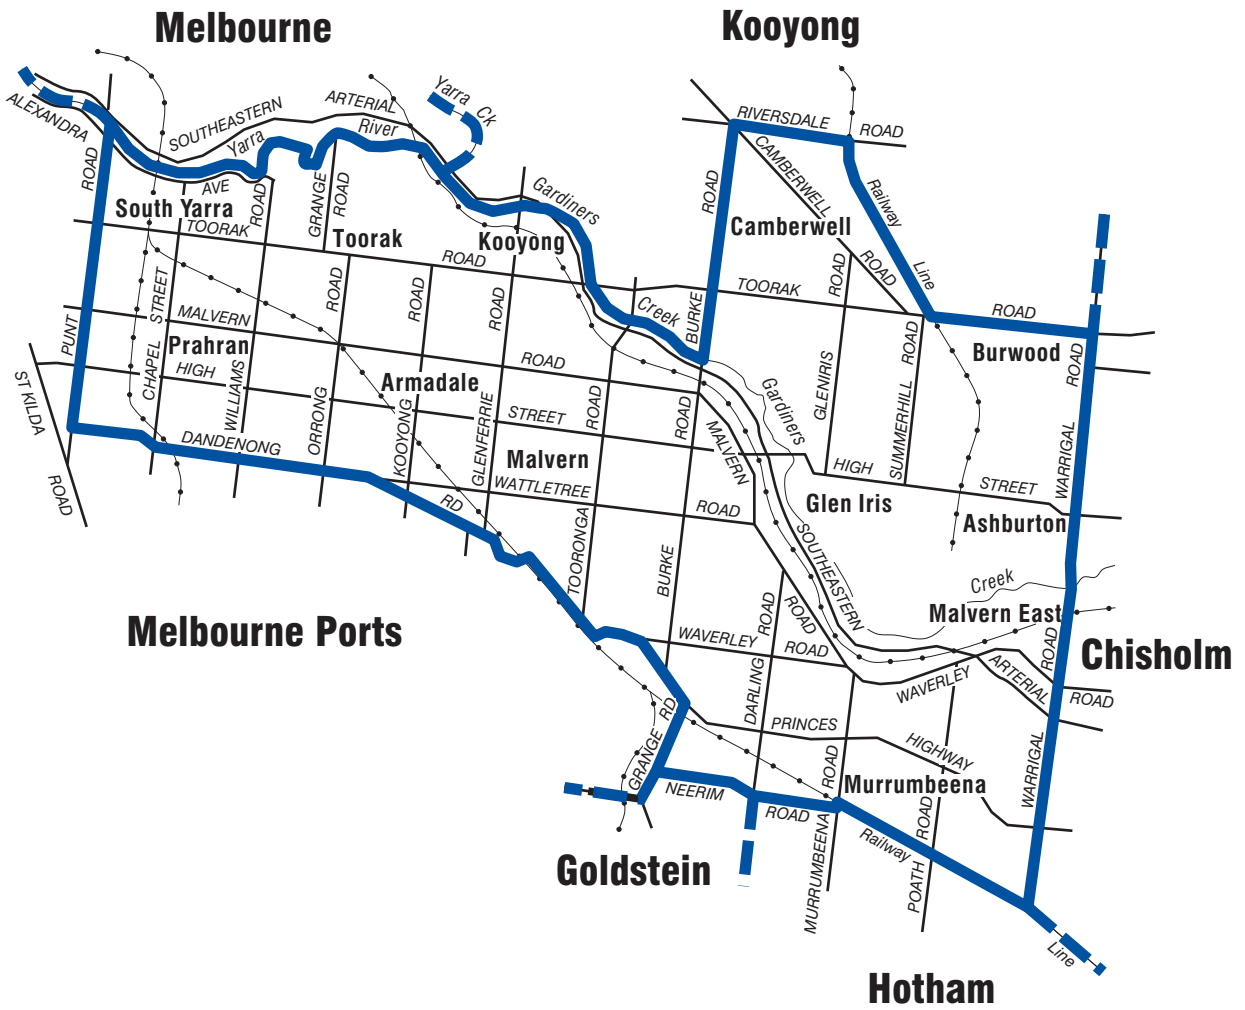 Melbourne
Kooyong
Yarra Ck
ALEXANDRA
SOUTHEASTERN
ARTERIAL
Yarra
River
RIVERSDALE
ROAD
CAMBERWELL
ROAD
ROAD
AVE
ROAD
GRANGE
ROAD
Gardiners
ROAD
Railway
Line
South Yarra
TOORAK
Toorak
ROAD
Kooyong
Camberwell
ROAD
TOORAK
ROAD
PUNT
STREET
MALVERN
ROAD
ROAD
ROAD
Creek
BURKE
ROAD
Prahran
HIGH
CHAPEL
WILLIAMS
ROAD
Armadale
GLENIRIS
SUMMERHILL
ROAD
Burwood
ROAD
ST KILDA
ROAD
DANDENONG
ORRONG
KOOYONG
GLENFERRIE
STREET
ROAD
ROAD
MALVERN
Gardiners
Malvern
WATTLETREE
RD
ROAD
HIGH
STREET
WARRIGAL
Glen Iris
Ashburton
TOORONGA
BURKE
SOUTHEASTERN
Creek
Melbourne Ports
ROAD
ROAD
Malvern East
ROAD
Chisholm
WAVERLEY
ROAD
WAVERLEY
ARTERIAL
ROAD
DARLING
RD
GRANGE
PRINCES
HIGHWAY
ROAD
Murrumbeena
WARRIGAL
NEERIM
ROAD
ROAD
Railway
Goldstein
MURRUMBEENA
POATH
Line
Hotham